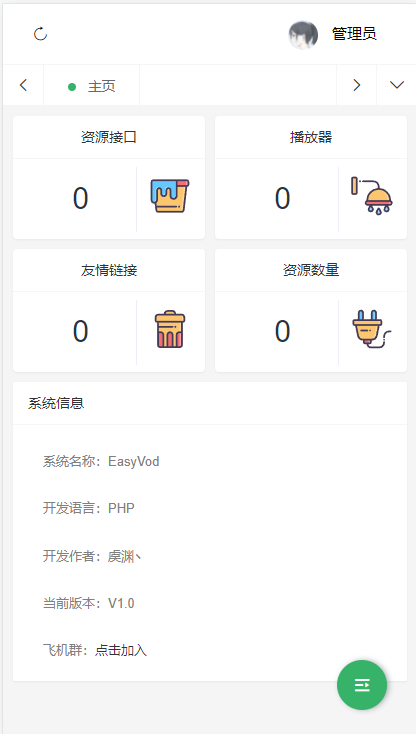 管理员
主页
资源接口
播放器
0
0
友情链接
资源数量
0
0
系统信息
系统名称：EasyVod
开发语言：PHP
开发作者：虞渊丶
当前版本：V1.0
飞机群：点击加入